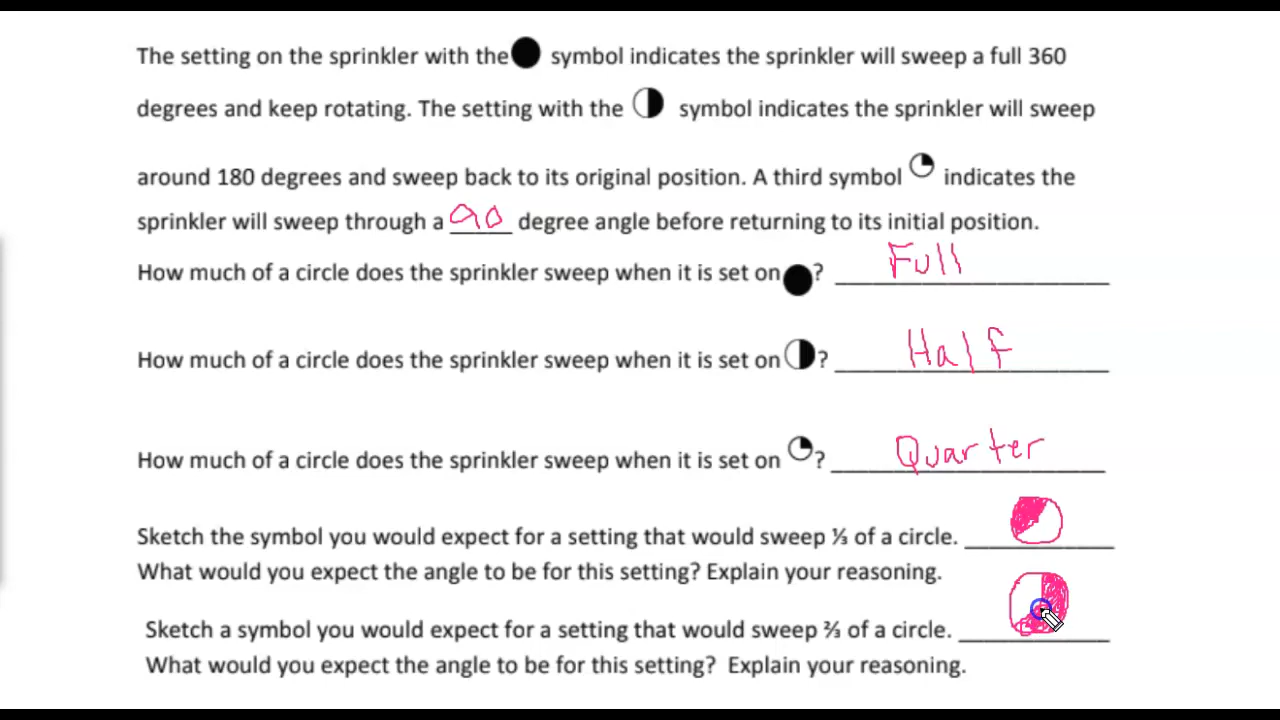 The setting on the sprinkler with the symbol indicates the sprinkler will sweep a full 360
degrees and keep rotating. The setting with the symbol indicates the sprinkler will sweep
around 180 degrees and sweep back to its original position. A third symbol indicates the
sprinkler will sweep through a 90 degree angle before returning to its initial position.
How much of a circle does the sprinkler sweep when it is set on ? Full
How much of a circle does the sprinkler sweep when it is set on ? Half
How much of a circle does the sprinkler sweep when it is set on ? Quarter
Sketch the symbol you would expect for a setting that would sweep ⅓ of a circle.
What would you expect the angle to be for this setting? Explain your reasoning.
Sketch a symbol you would expect for a setting that would sweep ⅔ of a circle.
What would you expect the angle to be for this setting? Explain your reasoning.